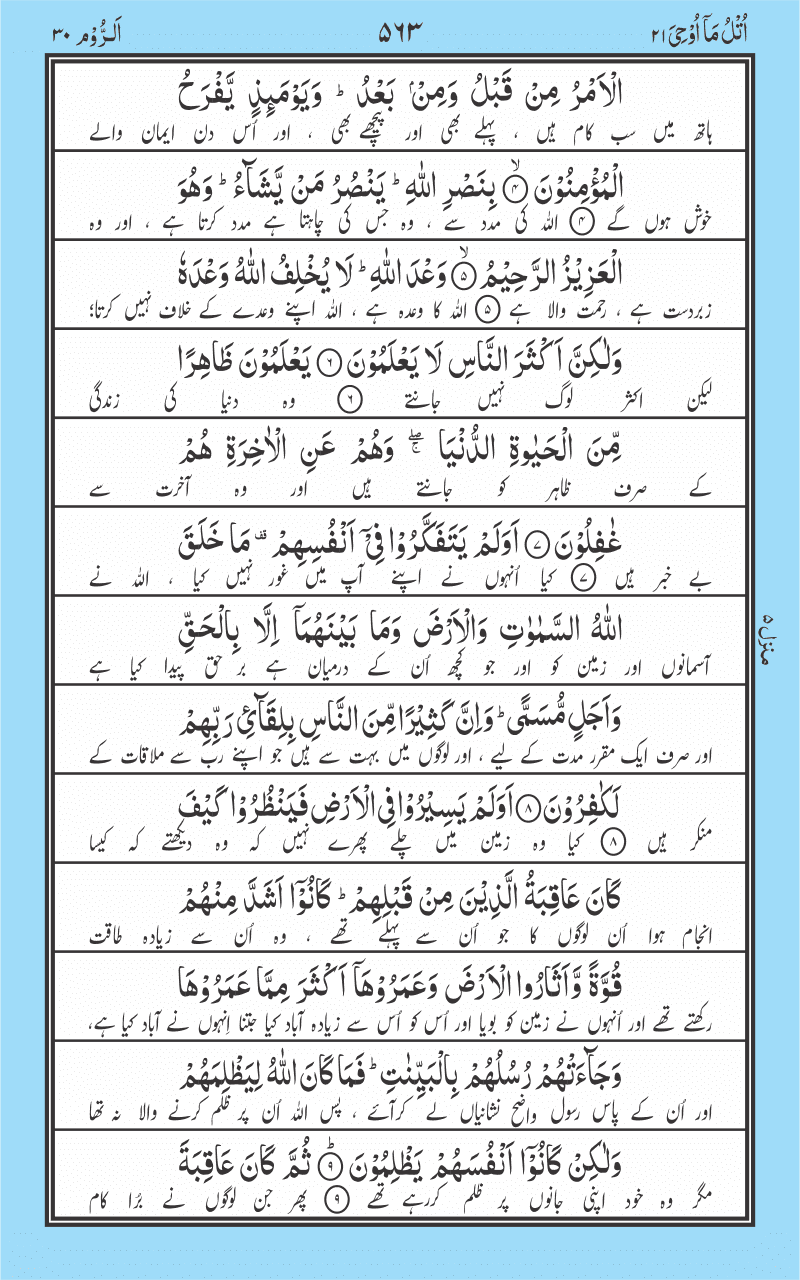 اُتْلُ مَاۤ اُوْحِیَ ۲۱ ۵۶۳ اَلرُّوْم ۳۰
الْاَمْرُ مِنْ قَبْلُ وَمِنْۢ بَعْدُ ؕ وَیَوْمَىِٕذٍ یَّفْرَحُ
ہاتھ میں سب کام ہیں ، پہلے بھی اور پیچھے بھی ، اور اُس دن ایمان والے
الْمُؤْمِنُوْنَ ۙ﴿۴﴾ بِنَصْرِ اللّٰهِ ؕ یَنْصُرُ مَنْ یَّشَآءُ ؕ وَهُوَ
خوش ہوں گے ﴿۴﴾ اللہ کی مدد سے ، وہ جس کی چاہتا ہے مدد کرتا ہے ، اور وہ
الْعَزِیْزُ الرَّحِیْمُ ۙ﴿۵﴾ وَعْدَ اللّٰهِ ؕ لَا یُخْلِفُ اللّٰهُ وَعْدَهٗ
زبردست ہے ، رحمت والا ہے ﴿۵﴾ اللہ کا وعدہ ہے ، اللہ اپنے وعدے کے خلاف نہیں کرتا؛
وَلٰكِنَّ اَكْثَرَ النَّاسِ لَا یَعْلَمُوْنَ ﴿۶﴾ یَعْلَمُوْنَ ظَاهِرًا
لیکن اکثر لوگ نہیں جانتے ﴿۶﴾ وہ دنیا کی زندگی
مِّنَ الْحَیٰوةِ الدُّنْیَا ۖۚ وَهُمْ عَنِ الْاٰخِرَةِ هُمْ
کے صرف ظاہر کو جانتے ہیں اور وہ آخرت سے
غٰفِلُوْنَ ﴿۷﴾ اَوَلَمْ یَتَفَكَّرُوْا فِیْۤ اَنْفُسِهِمْ ۫ مَا خَلَقَ
بے خبر ہیں ﴿۷﴾ کیا اُنہوں نے اپنے آپ میں غور نہیں کیا ، اللہ نے
اللّٰهُ السَّمٰوٰتِ وَالْاَرْضَ وَمَا بَیْنَهُمَاۤ اِلَّا بِالْحَقِّ
آسمانوں اور زمین کو اور جو کچھ اُن کے درمیان ہے بر حق پیدا کیا ہے
وَاَجَلٍ مُّسَمًّی ؕ وَاِنَّ كَثِیْرًا مِّنَ النَّاسِ بِلِقَآئِ رَبِّهِمْ
اور صرف ایک مقرر مدت کے لیے ، اور لوگوں میں بہت سے ہیں جو اپنے رب سے ملاقات کے
لَكٰفِرُوْنَ ﴿۸﴾ اَوَلَمْ یَسِیْرُوْا فِی الْاَرْضِ فَیَنْظُرُوْا كَیْفَ
منکر ہیں ﴿۸﴾ کیا وہ زمین میں چلے پھرے نہیں کہ وہ دیکھتے کہ کیسا
كَانَ عَاقِبَةُ الَّذِیْنَ مِنْ قَبْلِهِمْ ؕ كَانُوْۤا اَشَدَّ مِنْهُمْ
انجام ہوا اُن لوگوں کا جو اُن سے پہلے تھے ، وہ اُن سے زیادہ طاقت
قُوَّةً وَّاَثَارُوا الْاَرْضَ وَعَمَرُوْهَاۤ اَكْثَرَ مِمَّا عَمَرُوْهَا
رکھتے تھے اور اُنہوں نے زمین کو بویا اور اُس کو اُس سے زیادہ آباد کیا جتنا اِنہوں نے آباد کیا ہے،
وَجَآءَتْهُمْ رُسُلُهُمْ بِالْبَیِّنٰتِ ؕ فَمَا كَانَ اللّٰهُ لِیَظْلِمَهُمْ
اور اُن کے پاس رسول واضح نشانیاں لے کرآئے ، پس اللہ اُن پر ظلم کرنے والا نہ تھا
وَلٰكِنْ كَانُوْۤا اَنْفُسَهُمْ یَظْلِمُوْنَ ؕ﴿۹﴾ ثُمَّ كَانَ عَاقِبَةَ
مگر وہ خود اپنی جانوں پر ظلم کررہے تھے ﴿۹﴾ پھر جن لوگوں نے بُرا کام
منزل ۵